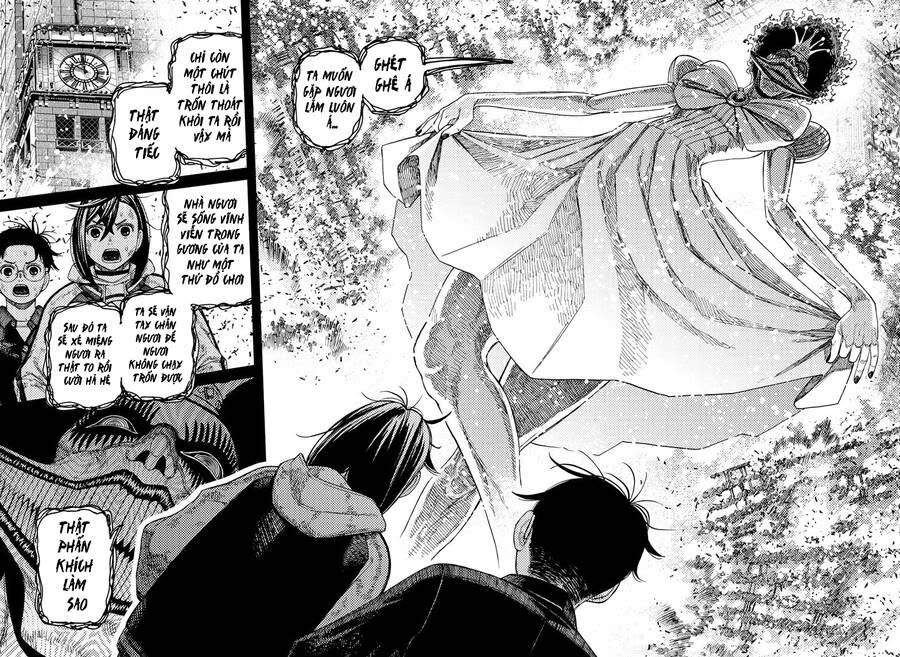 GHÉT
GHÊ Á
TA MUỐN
GẶP NGƯƠI
LẮM LUÔN
Á...
CHỈ CÒN
MỘT CHÚT
THÔI LÀ
TRỐN THOÁT
KHỎI TA RỒI
VẬY MÀ
THẬT
ĐÁNG
TIẾC
NHÀ NGƯƠI
SẼ SỐNG VĨNH
VIỄN TRONG
GƯƠNG CỦA TA
NHƯ MỘT
THỨ ĐỒ CHƠI
TA SẼ VẶN
TAY CHÂN
NGƯƠI ĐỂ
NGƯƠI
KHÔNG CHẠY
TRỐN ĐƯỢC
SAU ĐÓ TA
SẼ XÉ MIỆNG
NGƯƠI RA
THẬT TO RỒI
CƯỜI HẢ HÊ
THẬT
PHẤN
KHÍCH
LÀM
SAO